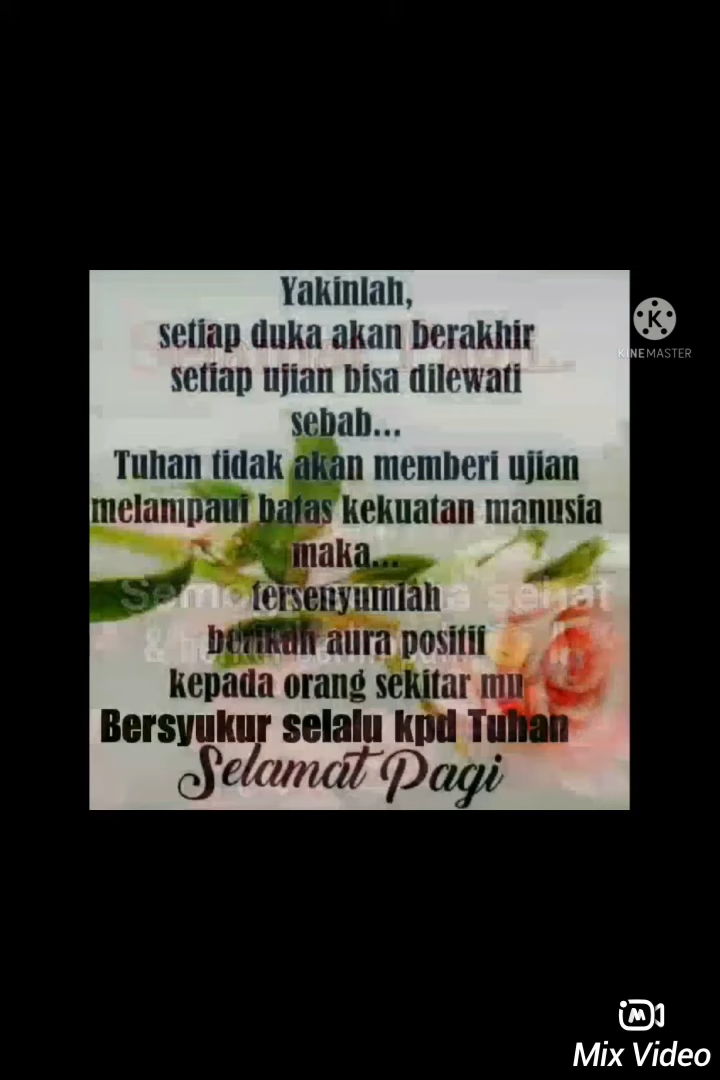 Yakinlah,
setiap duka akan berakhir
setiap ujian bisa dilewati
sebab...
Tuhan tidak akan memberi ujian
melampaui batas kekuatan manusia
maka...
tersenyumlah
berikah aura positif
kepada orang sekitar mu
Bersyukur selalu kpd Tuhan
Selamat Pagi
KINEMASTER
Mix Video